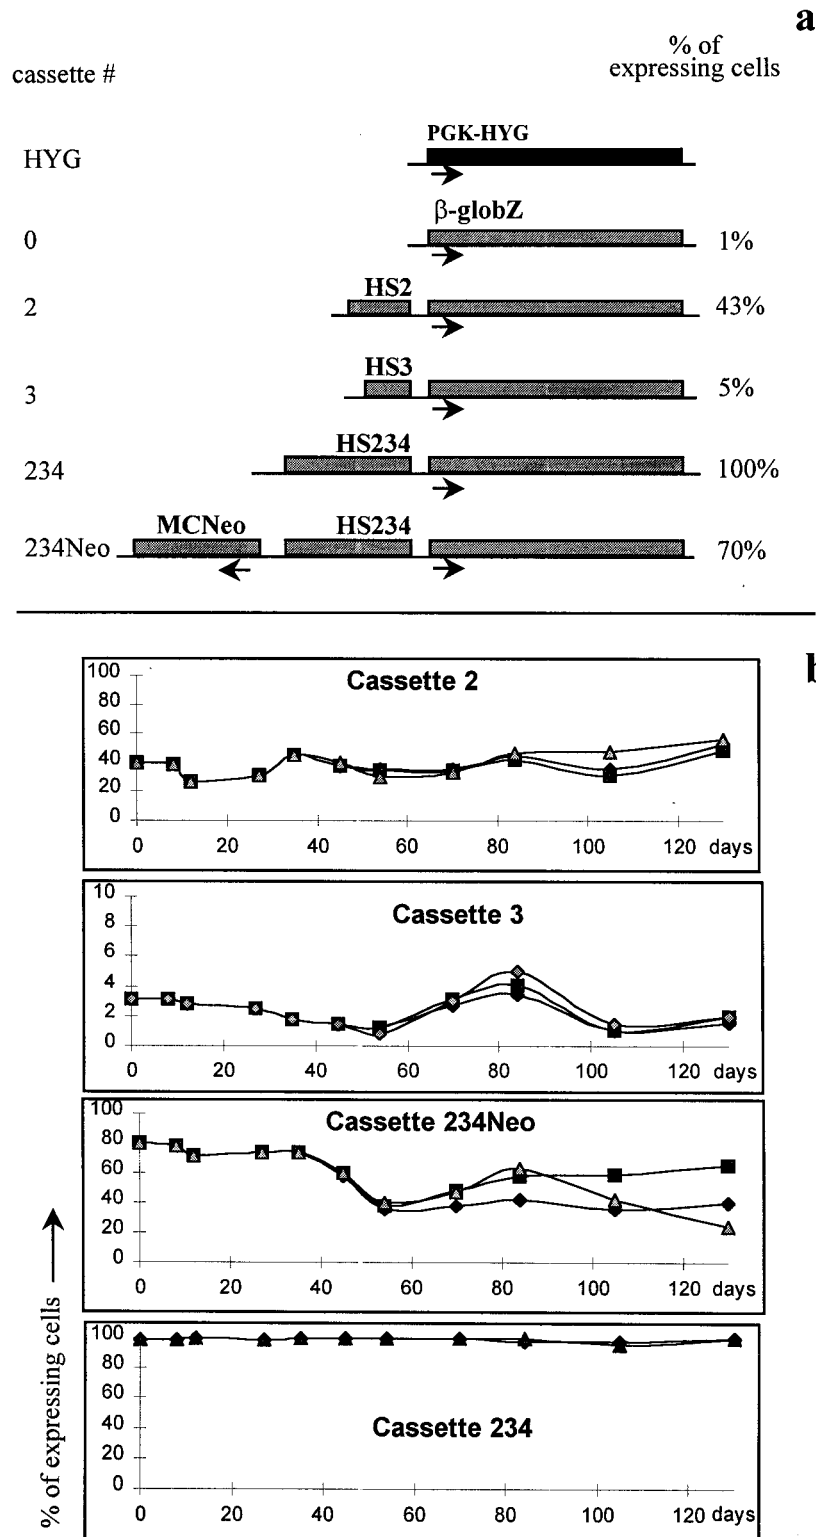 a
% of
expressing cells
cassette #
PGK-HYG
HYG
β-globZ
0 1%
HS2
2 43%
HS3
3 5%
HS234
234 100%
MCNeo HS234
234Neo 70%
b
Cassette 2
100
80
60
40
20
0
0 20 40 60 80 100 120 days
Cassette 3
10
8
6
4
2
0
0 20 40 60 80 100 120 days
Cassette 234Neo
100
80
60
40
20
0
0 20 40 60 80 100 120 days
Cassette 234
100
80
60
40
20
0
0 20 40 60 80 100 120 days
% of expressing cells